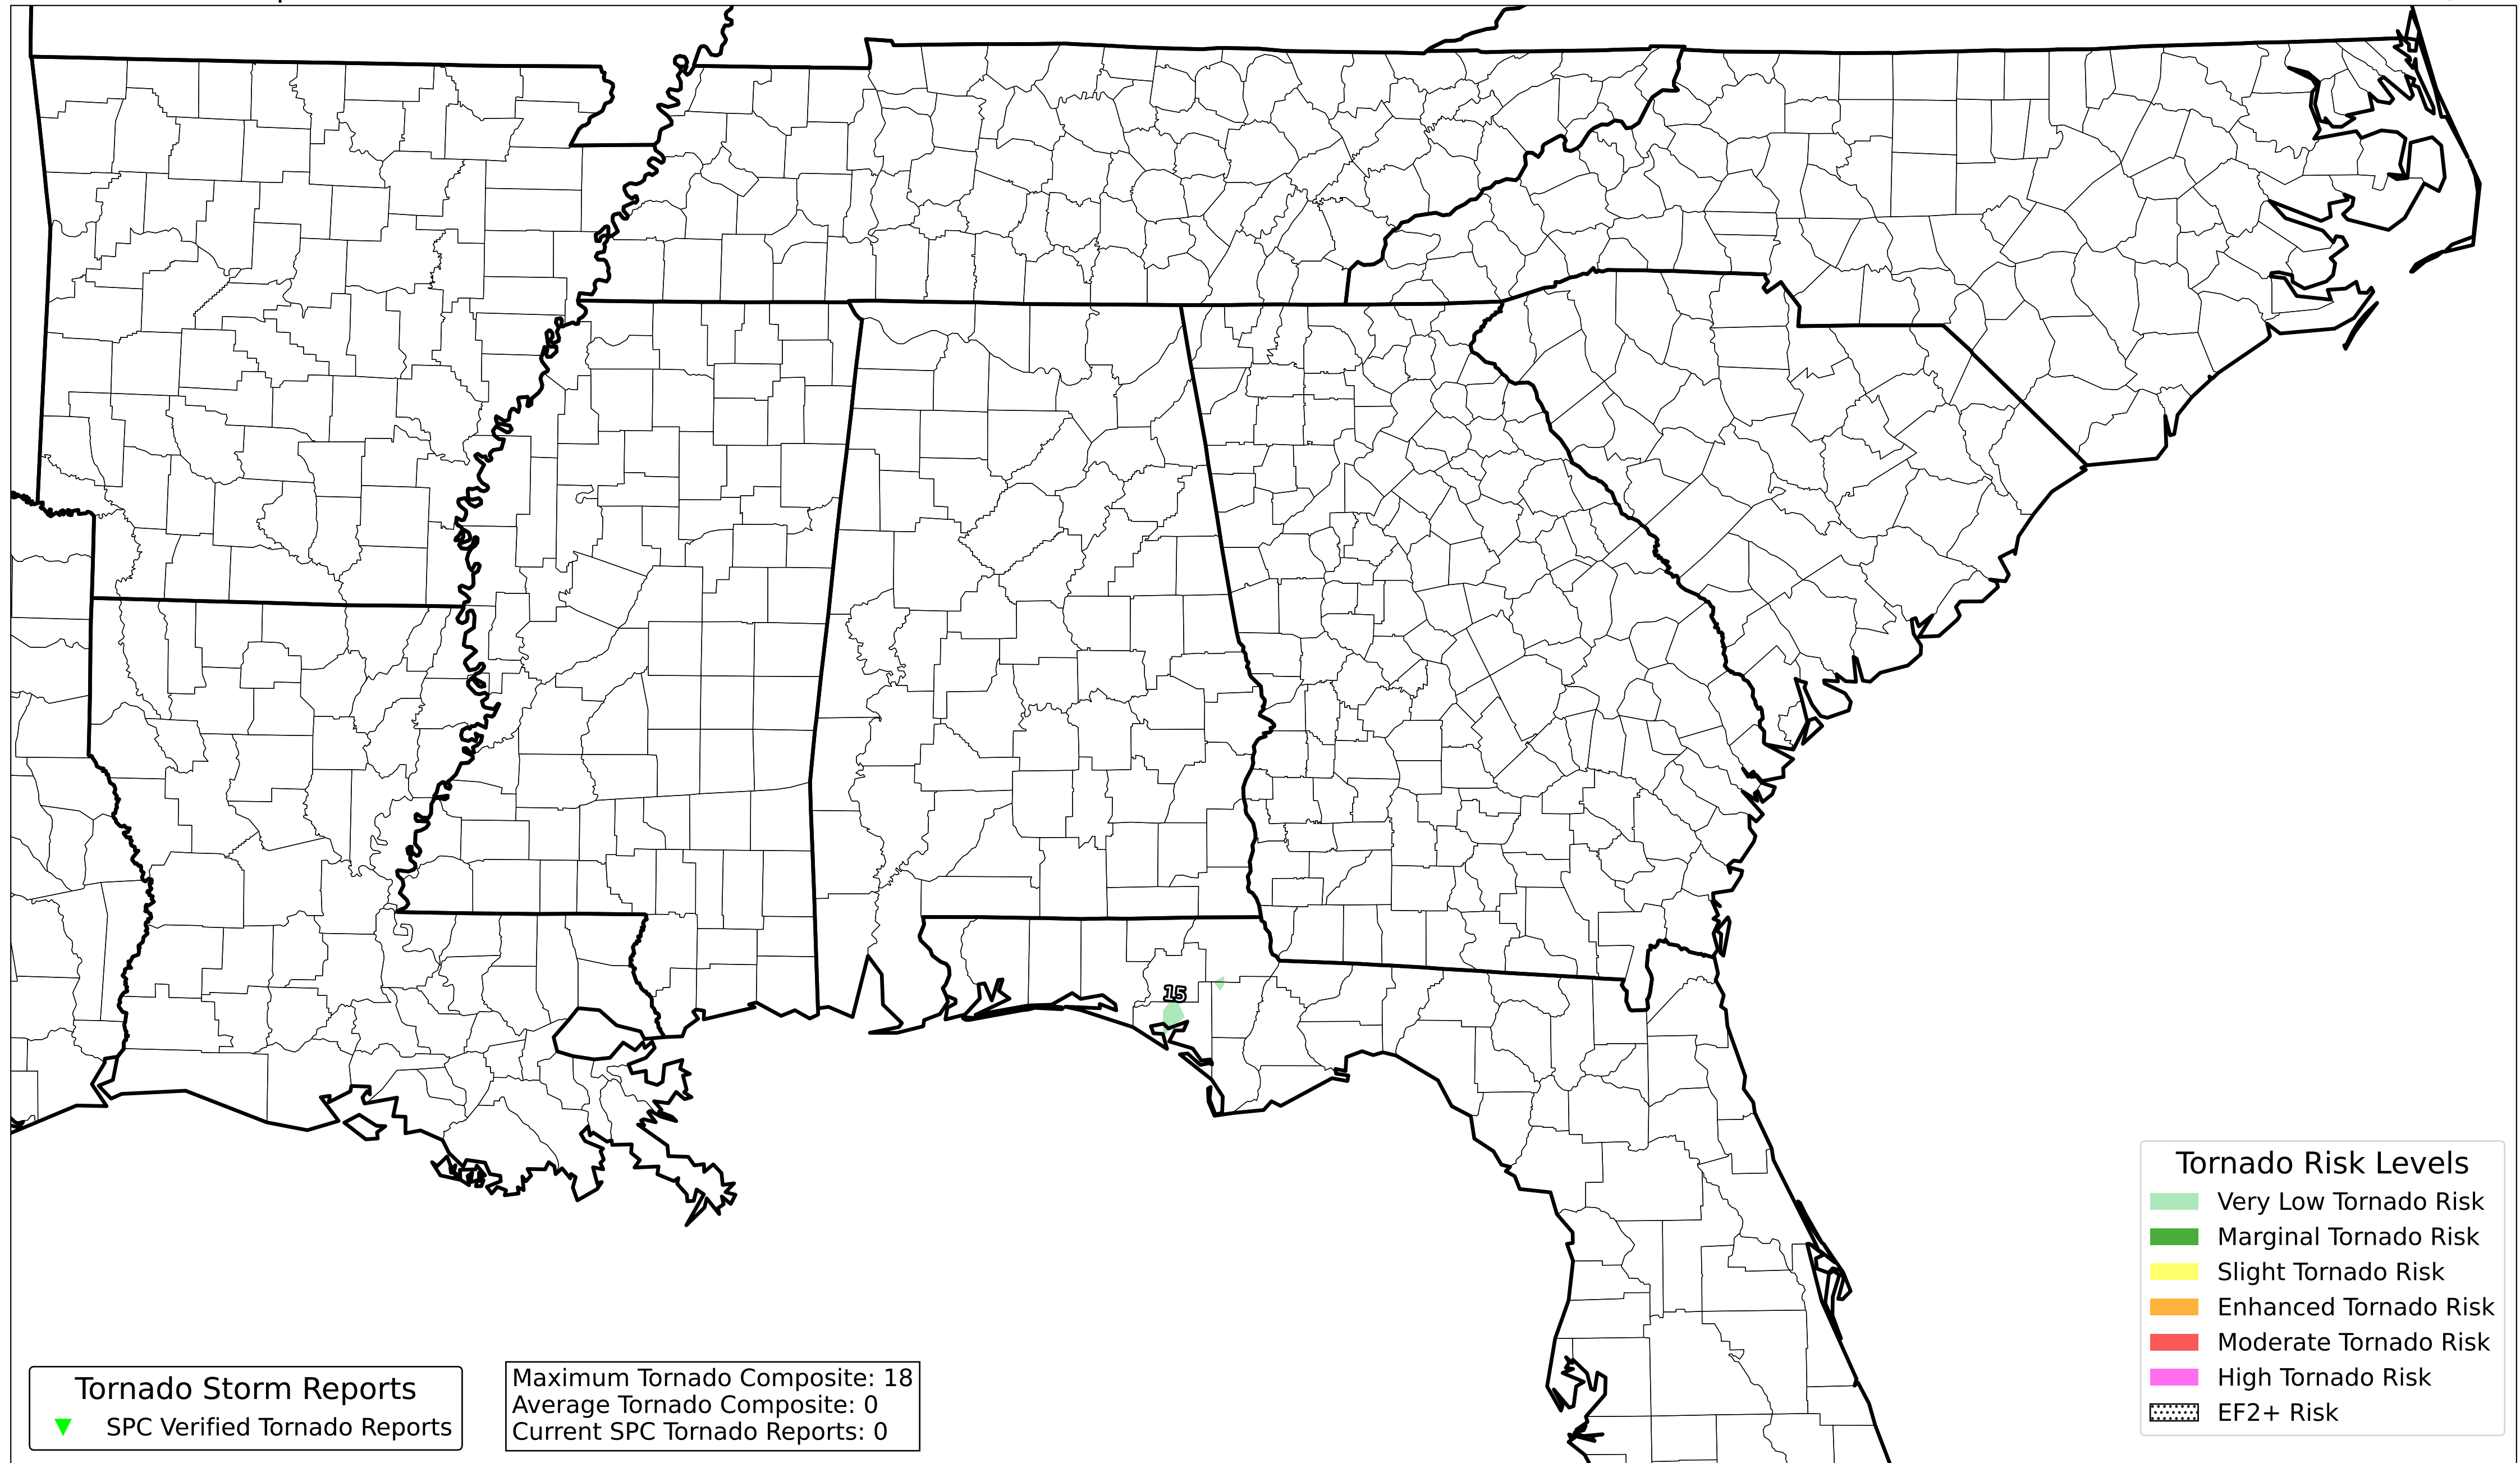 15
Tornado Storm Reports
SPC Verified Tornado Reports
Maximum Tornado Composite: 18
Average Tornado Composite: 0
Current SPC Tornado Reports: 0
Tornado Risk Levels
Very Low Tornado Risk
Marginal Tornado Risk
Slight Tornado Risk
Enhanced Tornado Risk
Moderate Tornado Risk
High Tornado Risk
EF2+ Risk